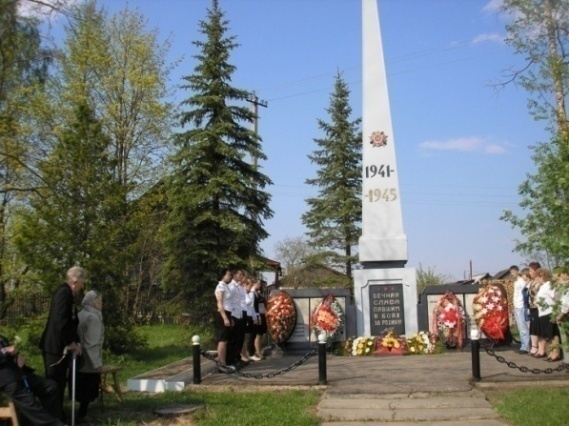 1941-
-1945
ВЕЧНАЯ
СЛАВА
ПАВШИМ
В БОЯХ
ЗА РОДИНУ